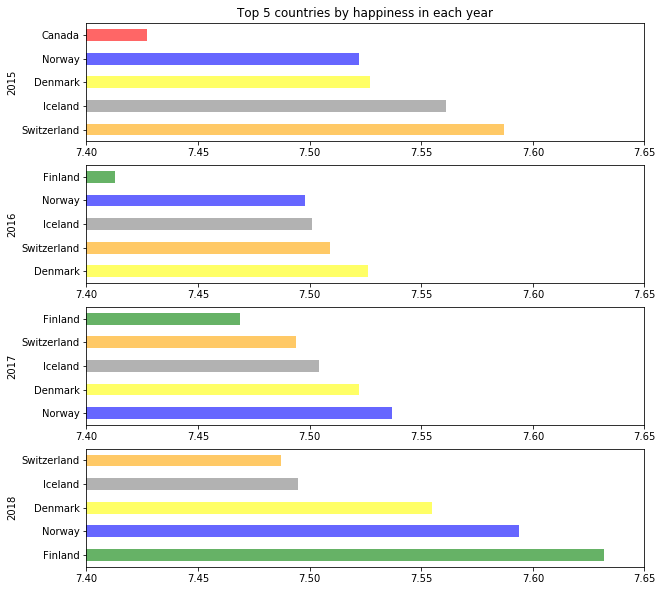 Top 5 countries by happiness in each year
2015
Canada
Norway
Denmark
Iceland
Switzerland
7.40 7.45 7.50 7.55 7.60 7.65
2016
Finland
Norway
Iceland
Switzerland
Denmark
7.40 7.45 7.50 7.55 7.60 7.65
2017
Finland
Switzerland
Iceland
Denmark
Norway
7.40 7.45 7.50 7.55 7.60 7.65
2018
Switzerland
Iceland
Denmark
Norway
Finland
7.40 7.45 7.50 7.55 7.60 7.65